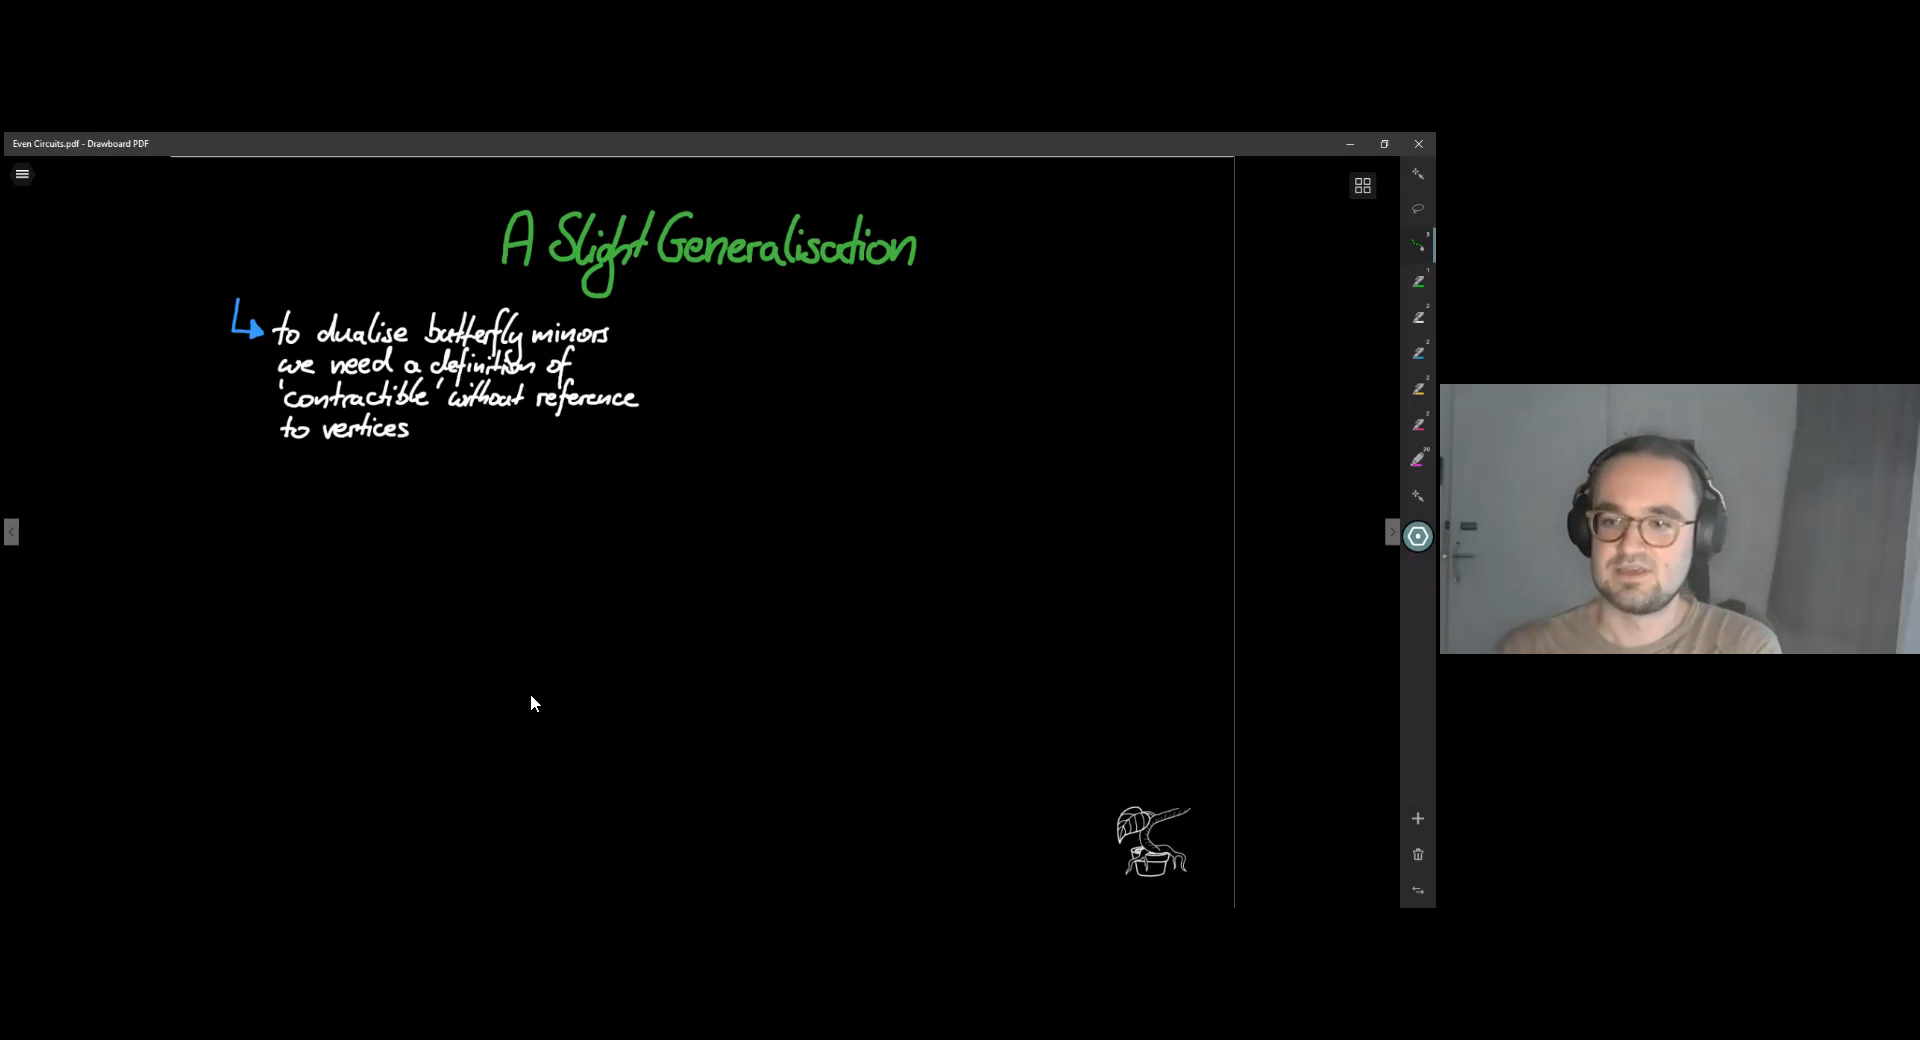 Even Circuits.pdf - Drawboard PDF
A Slight Generalisation
to dualise butterfly minors
we need a definition of
'contractible' without reference
to vertices